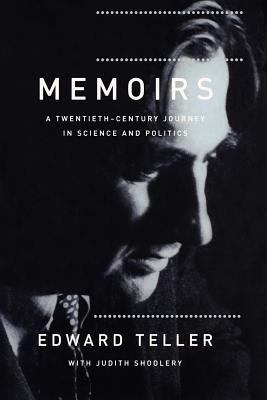 MEMOIRS
A TWENTIETH-CENTURY JOURNEY
IN SCIENCE AND POLITICS
EDWARD TELLER
WITH JUDITH SHOOLERY